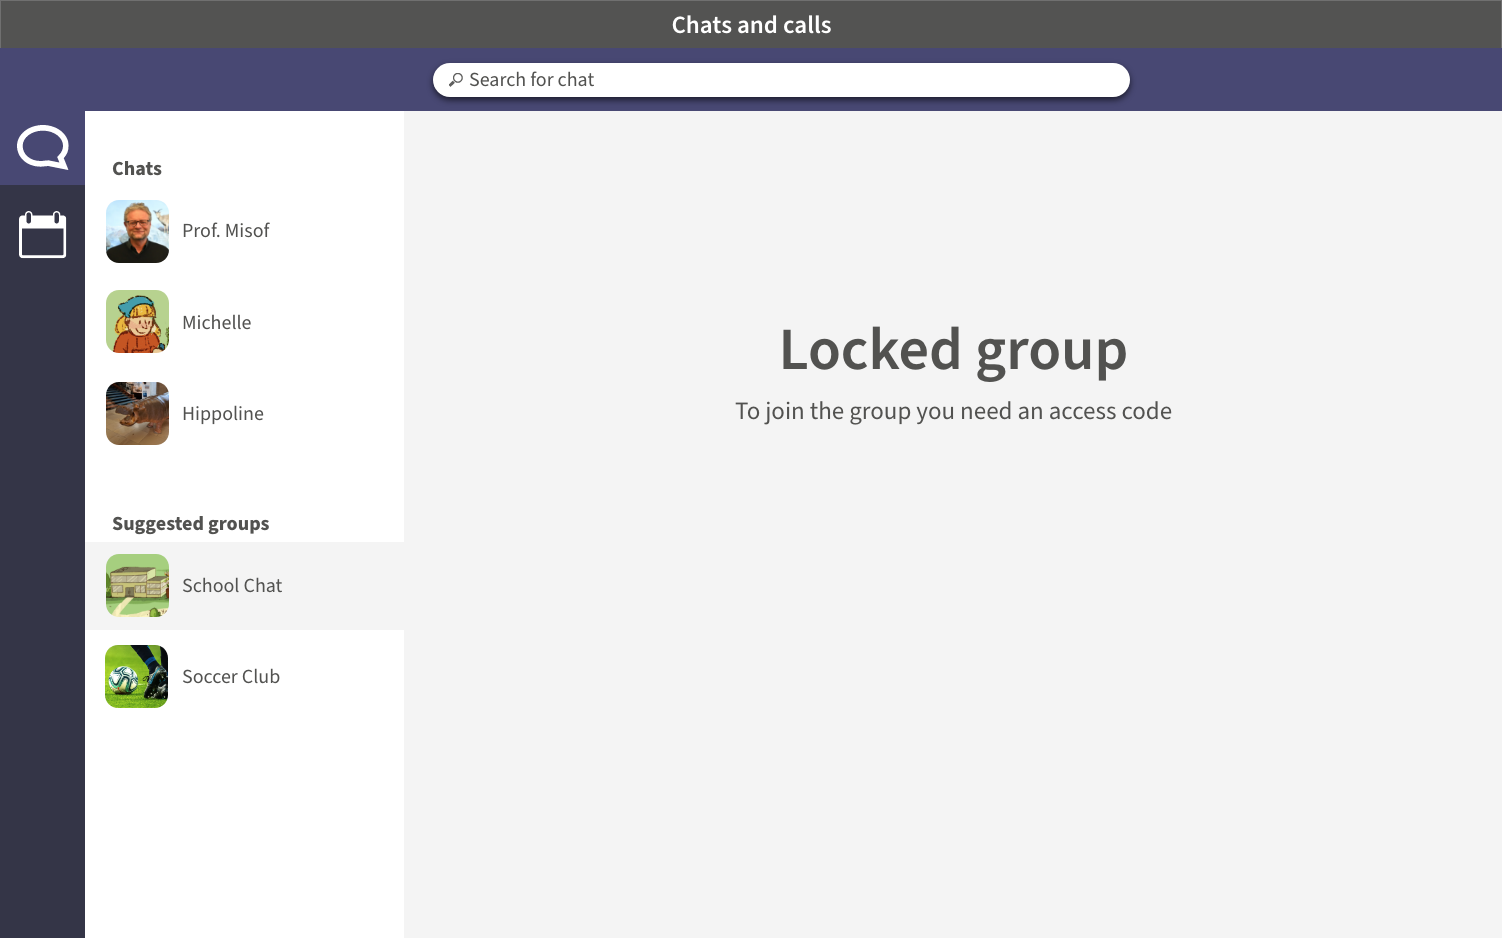 Chats and calls
Search for chat
Chats
Prof. Misof
Michelle
Hippoline
Suggested groups
School Chat
Soccer Club
Locked group
To join the group you need an access code